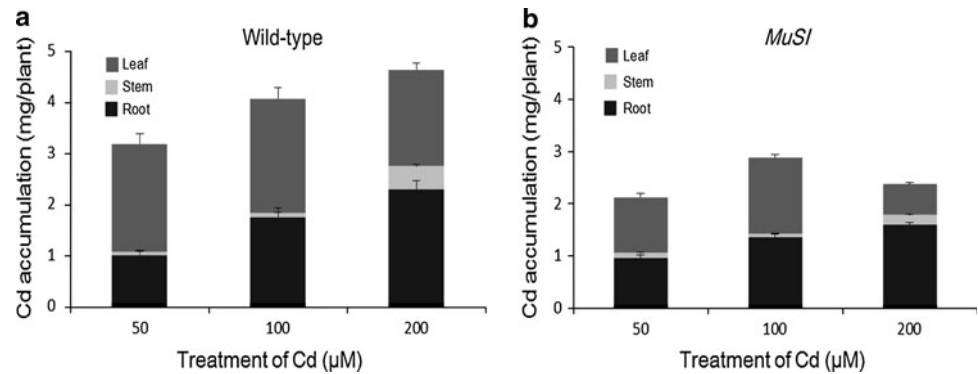 a
Wild-type
Cd accumulation (mg/plant)
5
4
3
2
1
0
Leaf
Stem
Root
50
100
200
Treatment of Cd (µM)
b
MuSI
Cd accumulation (mg/plant)
5
4
3
2
1
0
Leaf
Stem
Root
50
100
200
Treatment of Cd (µM)